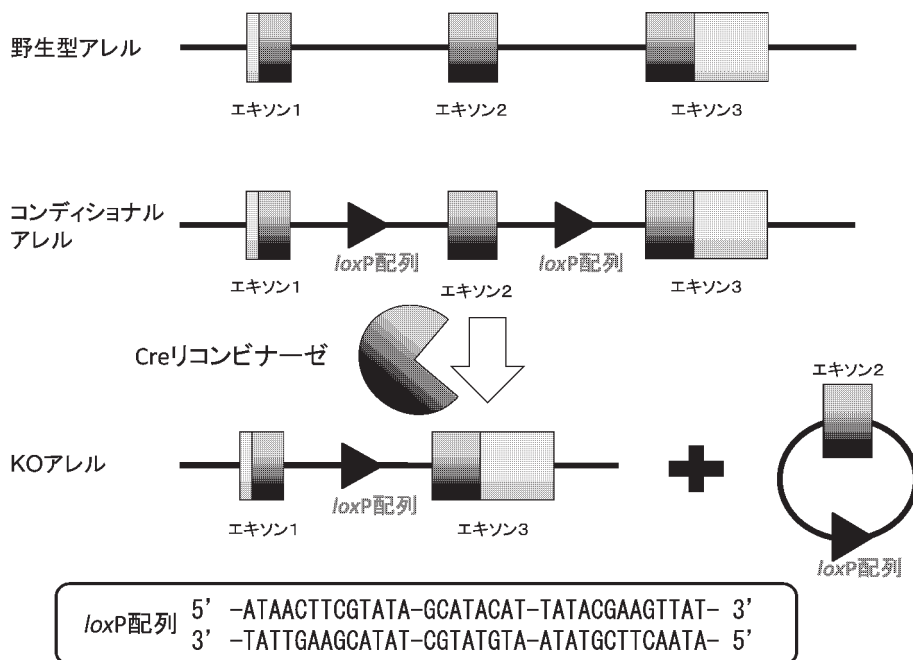 野生型アレル
エキソン1
エキソン2
エキソン3
コンディショナル
アレル
loxP配列
loxP配列
エキソン1
エキソン2
エキソン3
Creリコンビナーゼ
エキソン2
KOアレル
loxP配列
エキソン1
エキソン3
loxP配列
loxP配列
5' -ATAACTTCGTATA-GCATACAT-TATACGAAGTTAT- 3'
3' -TATTGAAGCATAT-CGTATGTA-ATATGCTTCAATA- 5'